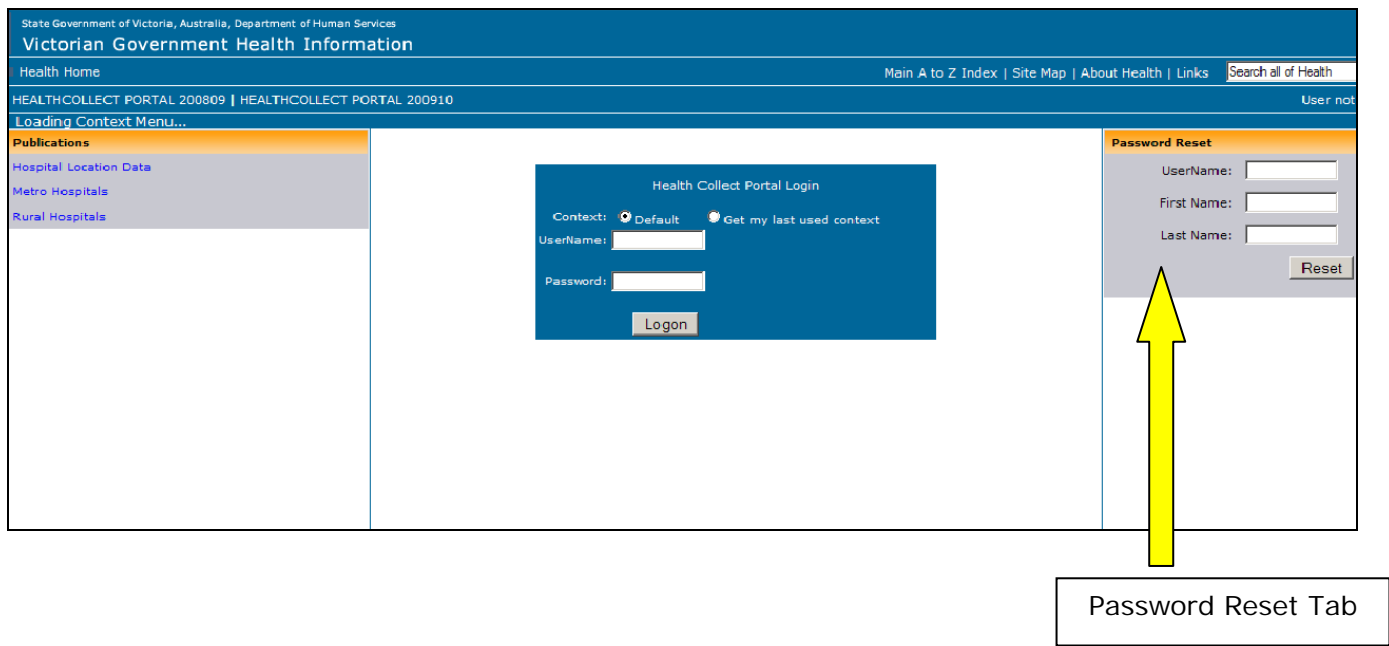 State Government of Victoria, Australia, Department of Human Services
Victorian Government Health Information
Health Home
Main A to Z Index | Site Map | About Health | Links
Search all of Health
HEALTHCOLLECT PORTAL 200809 | HEALTHCOLLECT PORTAL 200910
User not
Loading Context Menu...
Publications
Hospital Location Data
Metro Hospitals
Rural Hospitals
Health Collect Portal Login
Context: Default Get my last used context
UserName:
Password:
Logon
Password Reset
UserName:
First Name:
Last Name:
Reset
Password Reset Tab